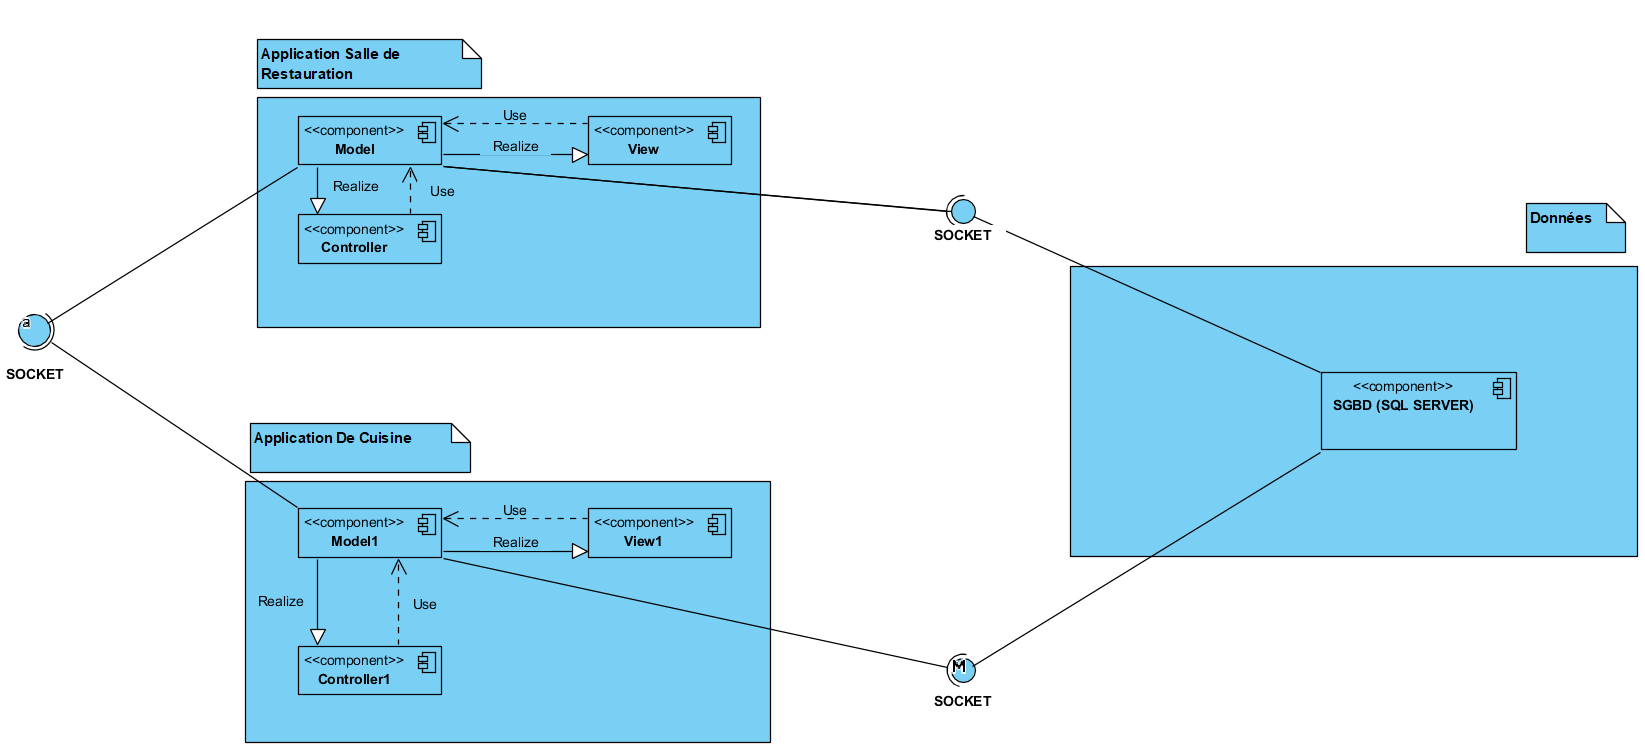 Application Salle de
Restauration
<<component>>
Model
Use
Realize
<<component>>
View
Realize
Use
<<component>>
Controller
SOCKET
Données
a
SOCKET
<<component>>
SGBD (SQL SERVER)
Application De Cuisine
<<component>>
Model1
Use
Realize
<<component>>
View1
Realize
Use
<<component>>
Controller1
M
SOCKET